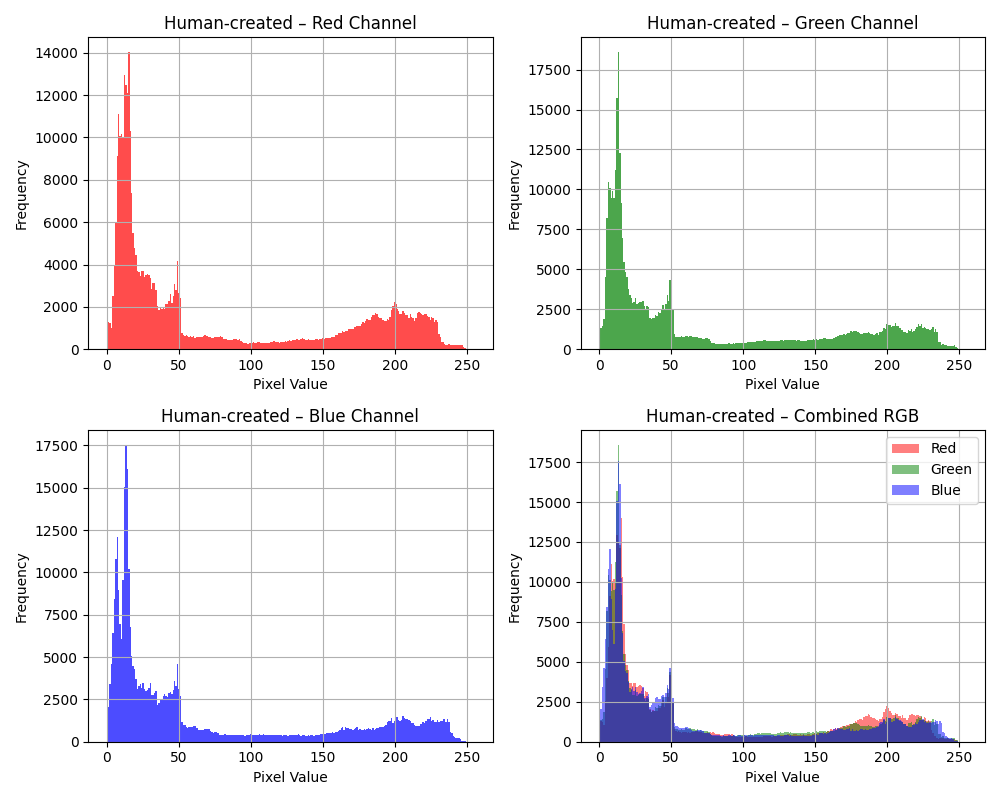 Human-created – Red Channel
14000
12000
10000
8000
6000
4000
2000
0
Frequency
0 50 100 150 200 250
Pixel Value
Human-created – Green Channel
17500
15000
12500
10000
7500
5000
2500
0
Frequency
0 50 100 150 200 250
Pixel Value
Human-created – Blue Channel
17500
15000
12500
10000
7500
5000
2500
0
Frequency
0 50 100 150 200 250
Pixel Value
Human-created – Combined RGB
Red
Green
Blue
17500
15000
12500
10000
7500
5000
2500
0
Frequency
0 50 100 150 200 250
Pixel Value